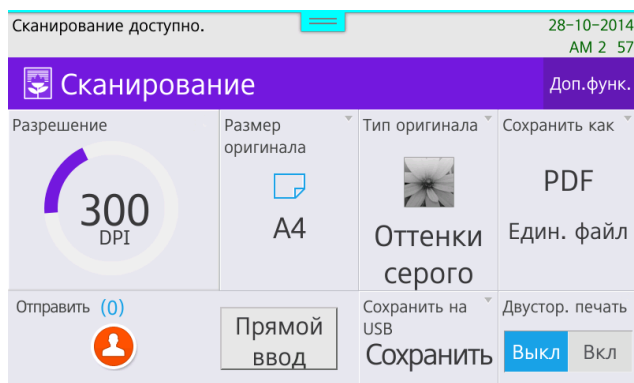 Сканирование доступно.
28-10-2014
AM 2 57
Сканирование
Доп.функ.
Разрешение
300
DPI
Размер
оригинала
A4
Тип оригинала
Оттенки
серого
Сохранить как
PDF
Един. файл
Отправить (0)
Прямой
ввод
Сохранить на
USB
Сохранить
Двустор. печать
Выкл Вкл